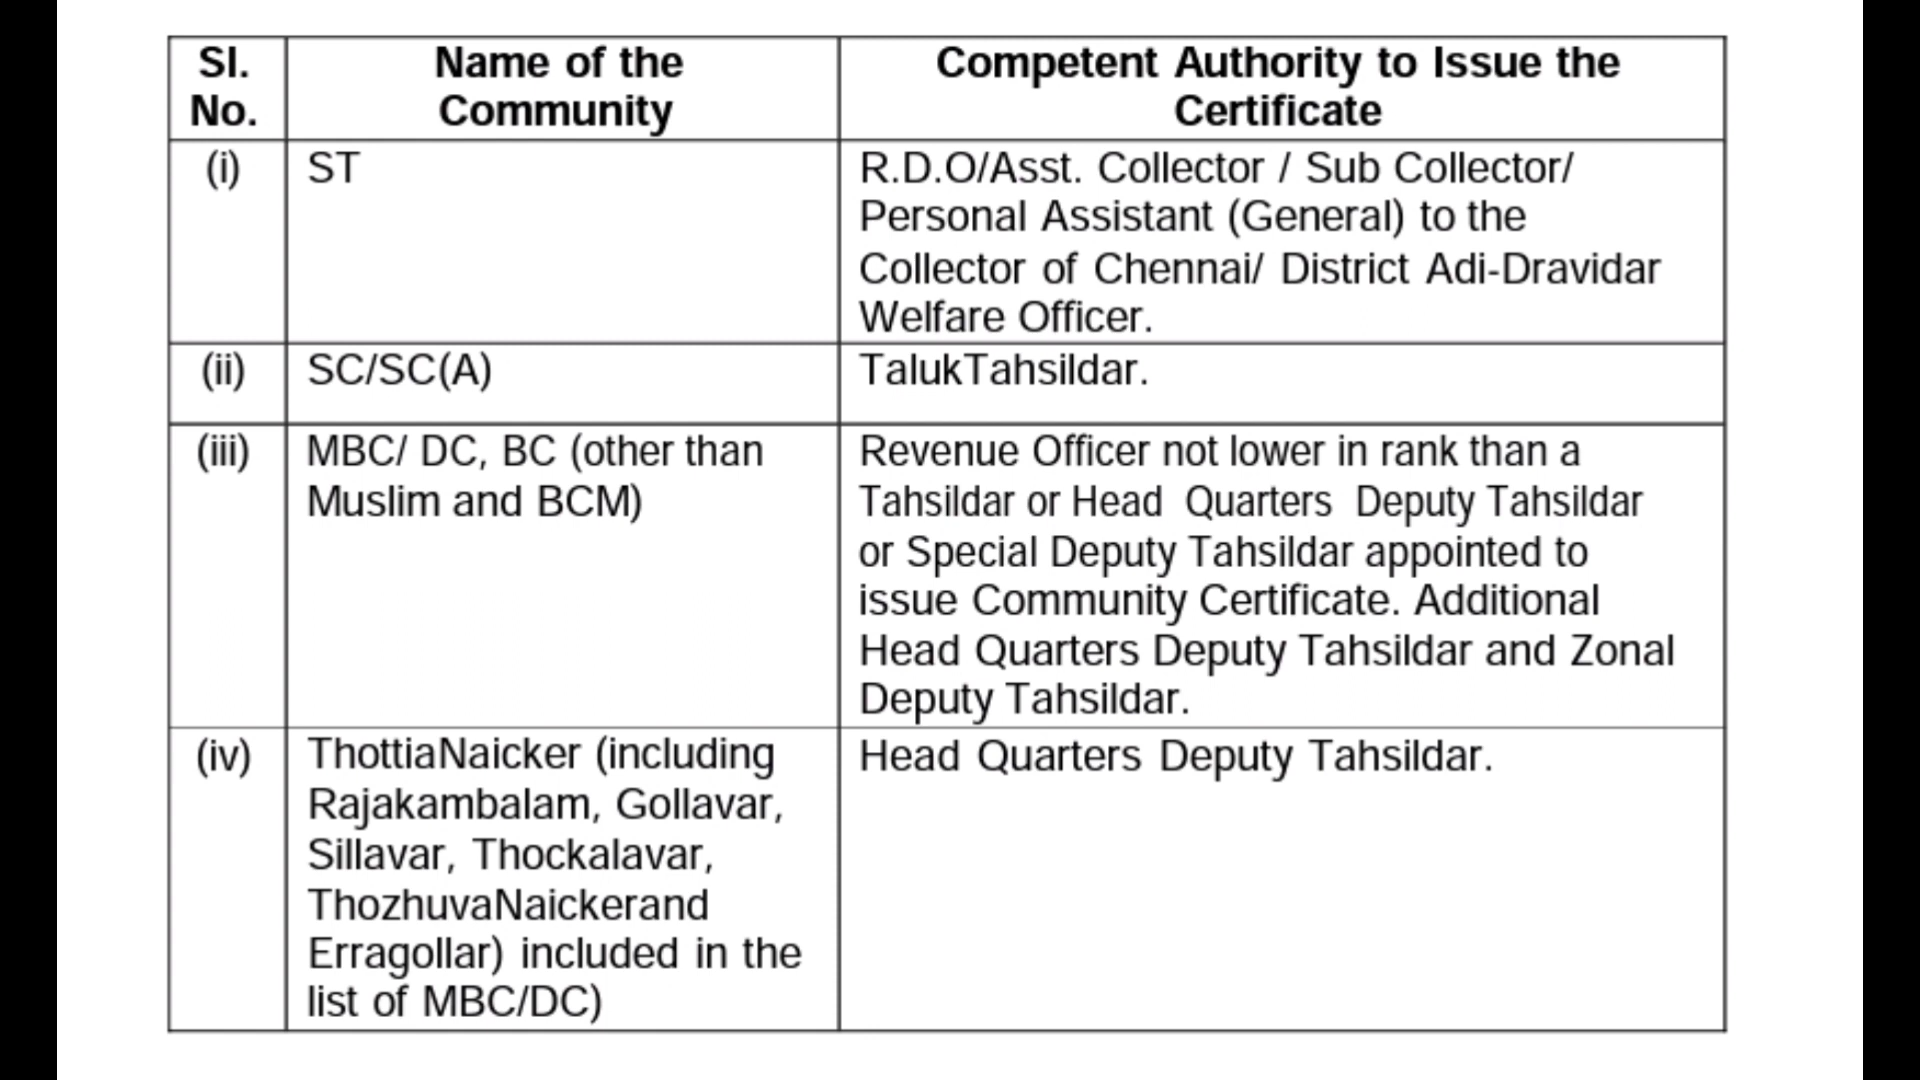 Sl.
No.
Name of the
Community
Competent Authority to Issue the
Certificate
(i)
ST
R.D.O/Asst. Collector / Sub Collector/
Personal Assistant (General) to the
Collector of Chennai/ District Adi-Dravidar
Welfare Officer.
(ii)
SC/SC(A)
TalukTahsildar.
(iii)
MBC/ DC, BC (other than
Muslim and BCM)
Revenue Officer not lower in rank than a
Tahsildar or Head Quarters Deputy Tahsildar
or Special Deputy Tahsildar appointed to
issue Community Certificate. Additional
Head Quarters Deputy Tahsildar and Zonal
Deputy Tahsildar.
(iv)
ThottiaNaicker (including
Rajakambalam, Gollavar,
Sillavar, Thockalavar,
ThozhuvaNaickerand
Erragollar) included in the
list of MBC/DC)
Head Quarters Deputy Tahsildar.